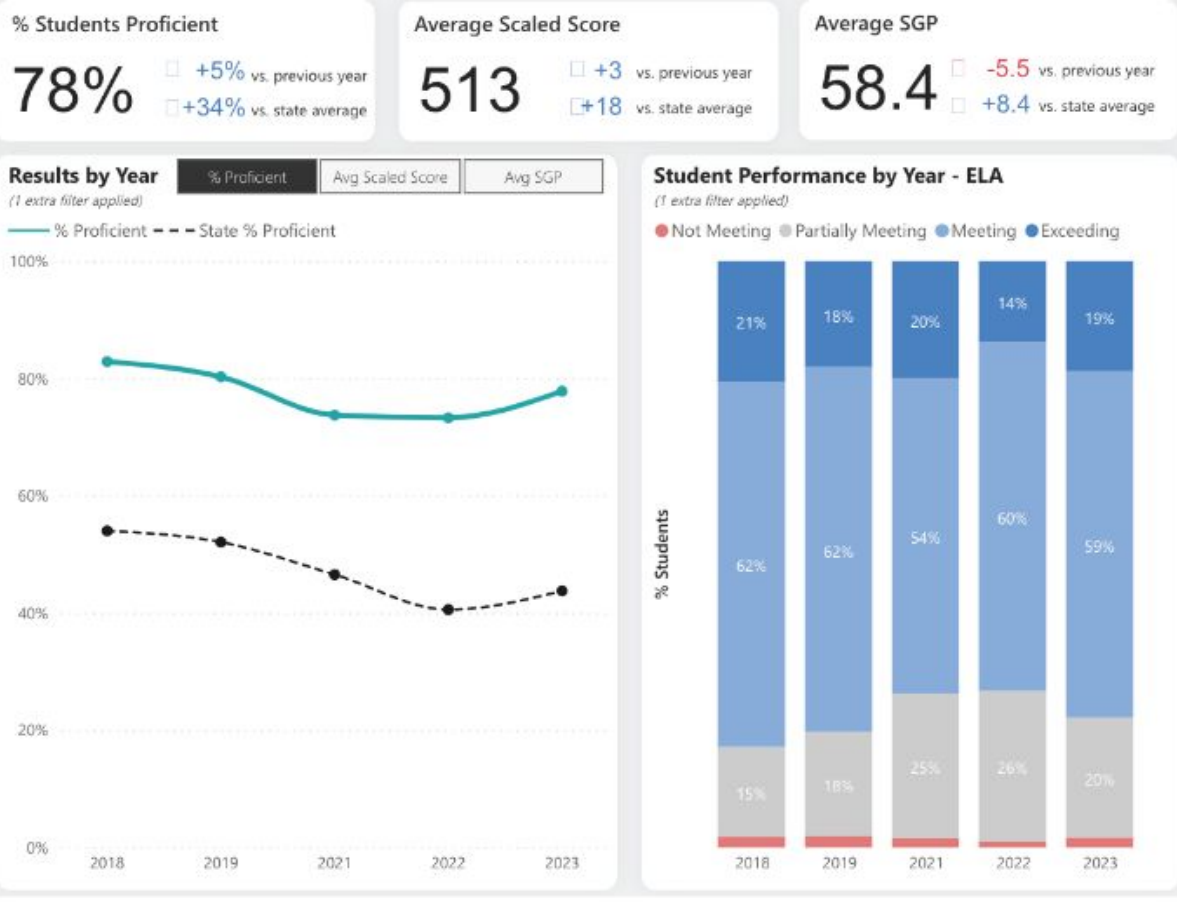 % Students Proficient
78%
+5% vs. previous year
+34% vs. state average
Average Scaled Score
513
+3 vs. previous year
+18 vs. state average
Average SGP
58.4
-5.5 vs. previous year
+8.4 vs. state average
Results by Year
% Proficient
Avg Scaled Score
Avg SGP
(1 extra filter applied)
% Proficient
State % Proficient
100%
80%
60%
40%
20%
0%
2018 2019 2021 2022 2023
Student Performance by Year - ELA
(1 extra filter applied)
Not Meeting Partially Meeting Meeting Exceeding
% Students
21% 18% 20% 14% 19%
62% 62% 54% 60% 59%
15% 18% 25% 26% 20%
2018 2019 2021 2022 2023